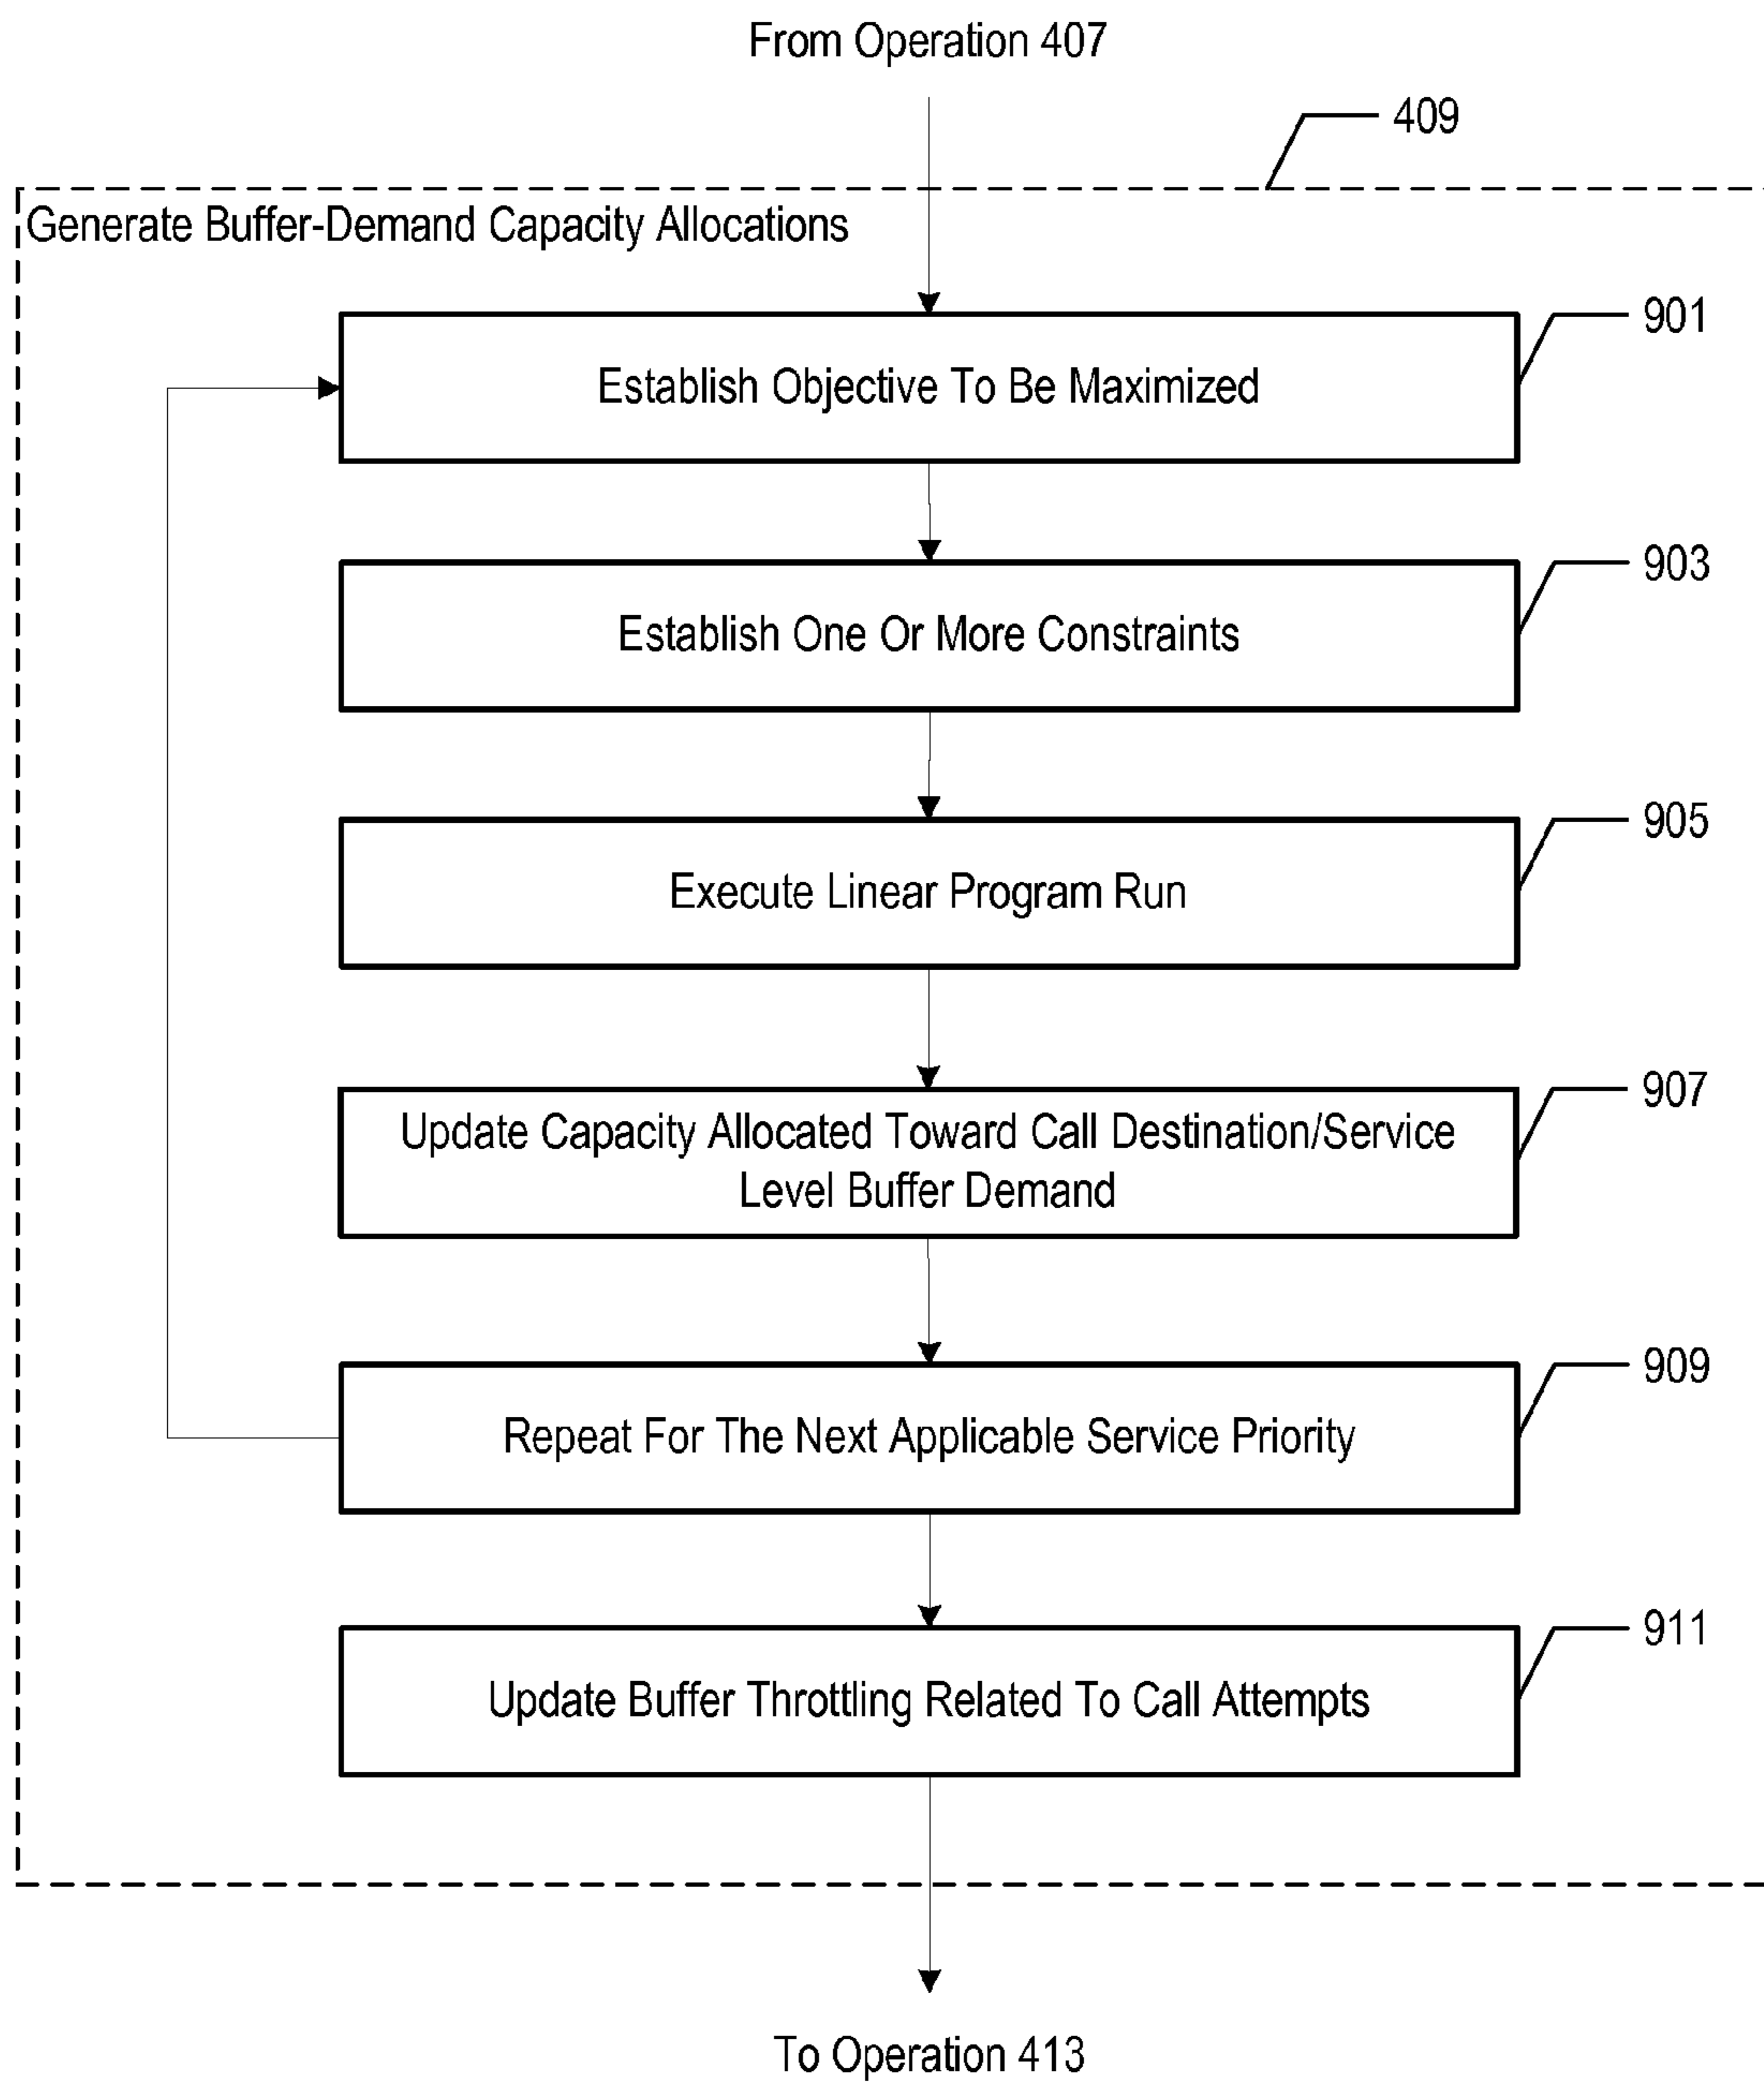 From Operation 407
409
Generate Buffer-Demand Capacity Allocations
901
Establish Objective To Be Maximized
903
Establish One Or More Constraints
905
Execute Linear Program Run
907
Update Capacity Allocated Toward Call Destination/Service
Level Buffer Demand
909
Repeat For The Next Applicable Service Priority
911
Update Buffer Throttling Related To Call Attempts
To Operation 413